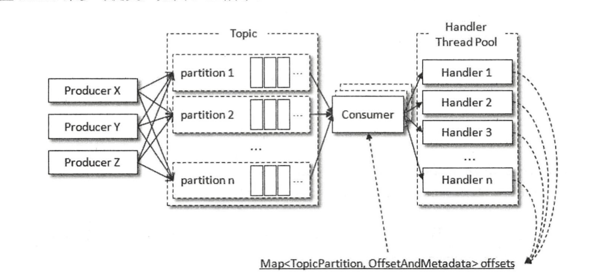 Topic
Handler
Thread Pool
Producer X
Producer Y
Producer Z
partition 1
...
partition 2
...
...
partition n
...
Consumer
Handler 1
Handler 2
Handler 3
...
Handler n
Map<TopicPartition, OffsetAndMetadata> offsets